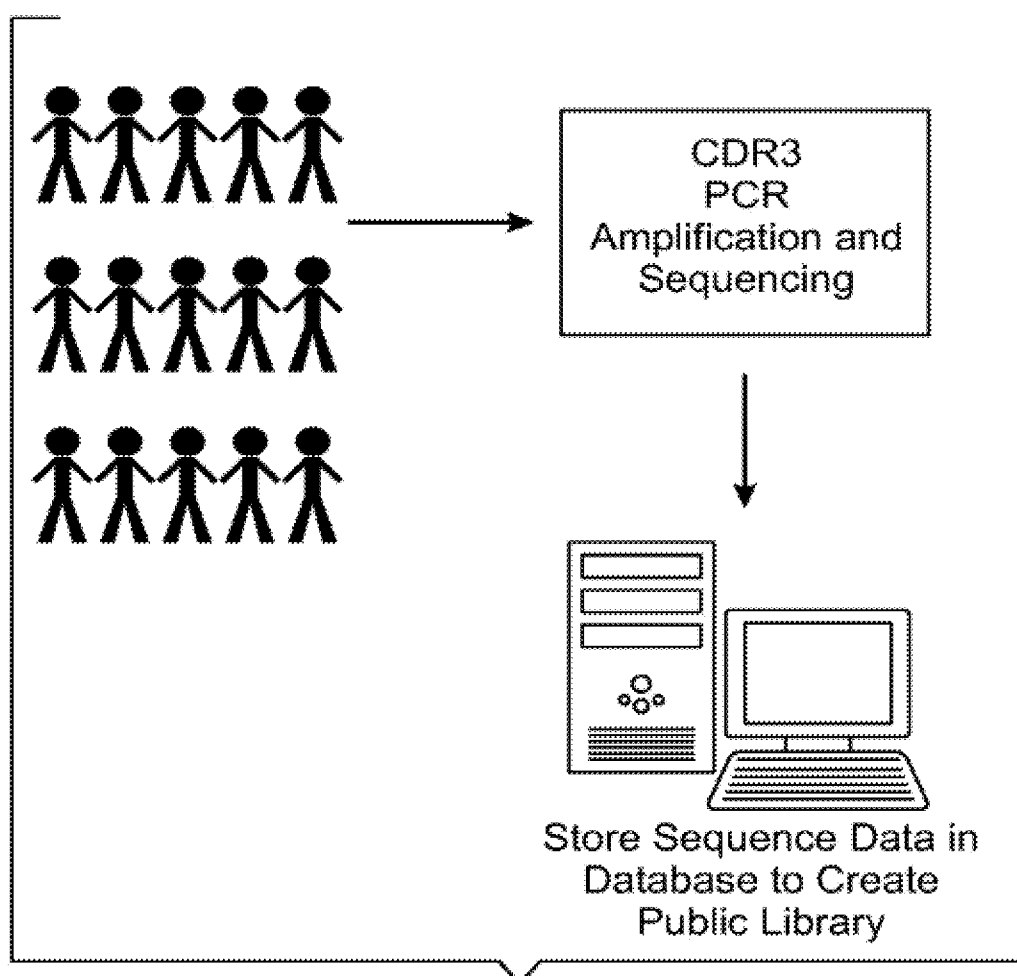 CDR3
PCR
Amplification and
Sequencing
Store Sequence Data in
Database to Create
Public Library